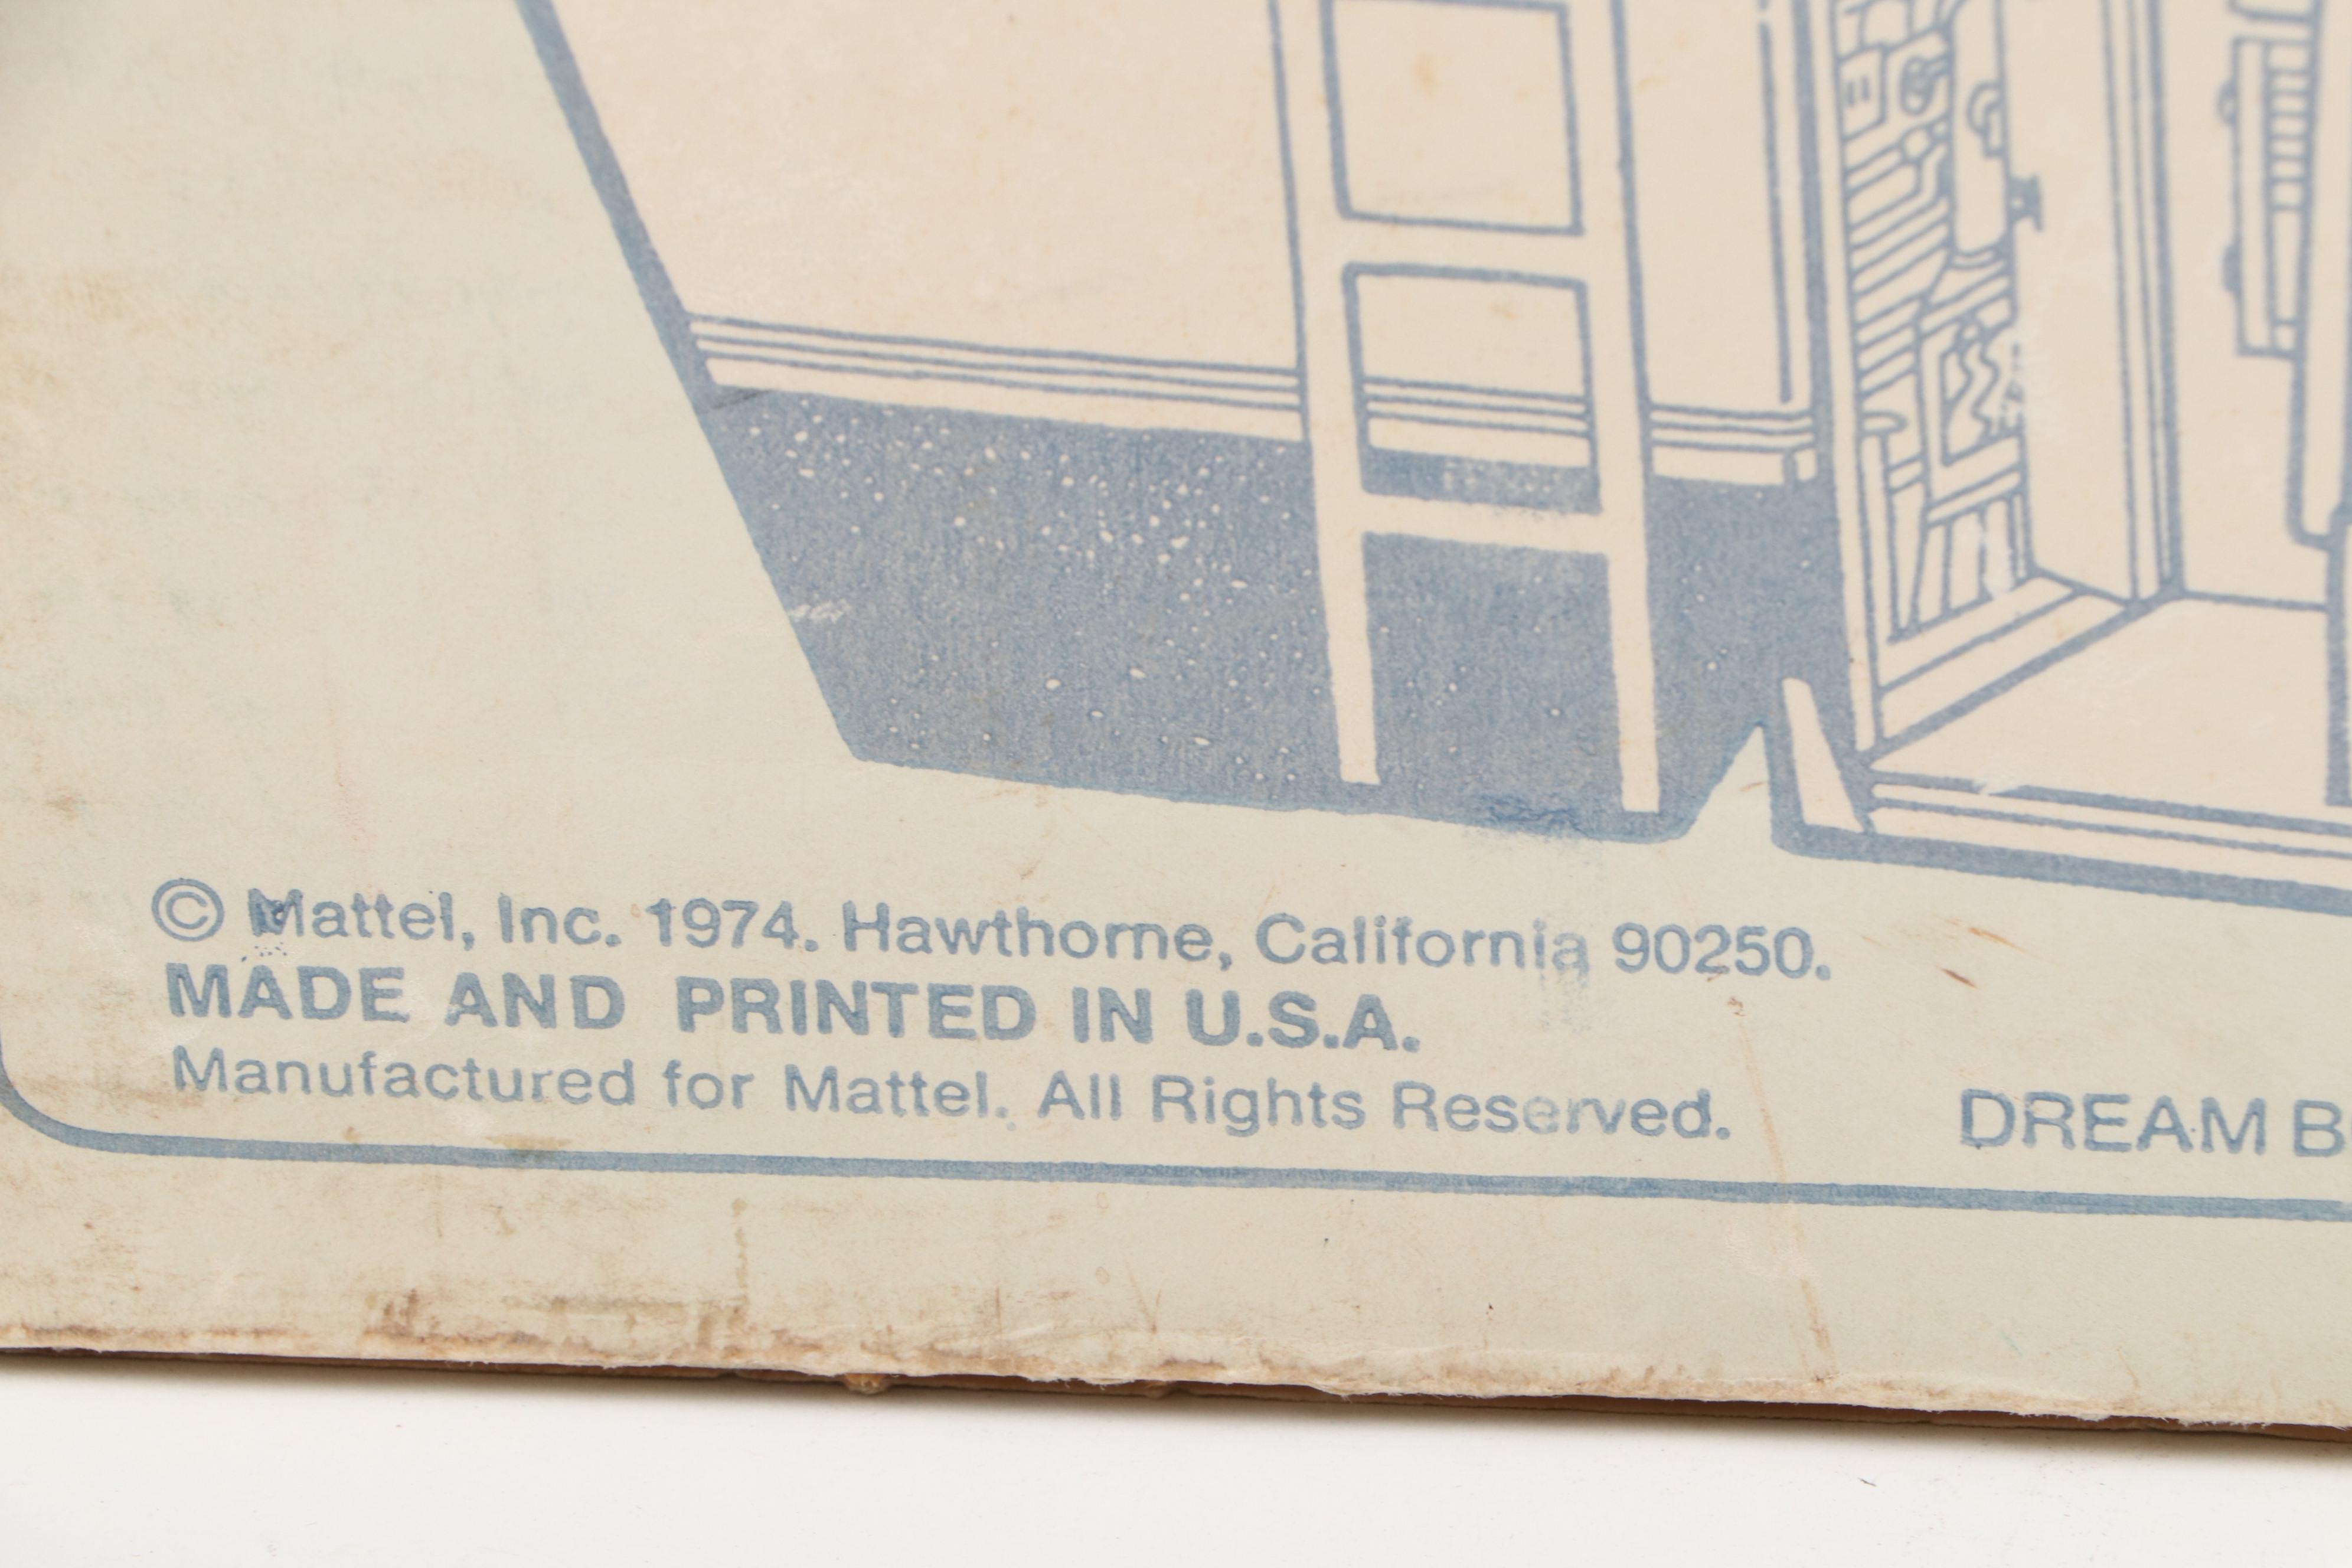 © Mattel, Inc. 1974. Hawthorne, California 90250.
MADE AND PRINTED IN U.S.A.
Manufactured for Mattel. All Rights Reserved.
DREAM B